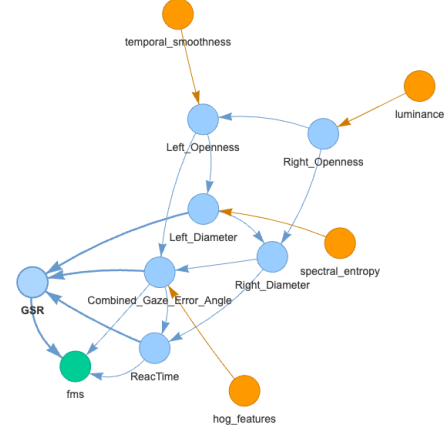 temporal_smoothness
luminance
Left_Openness
Right_Openness
Left_Diameter
spectral_entropy
Right_Diameter
Combined_Gaze_Error_Angle
GSR
ReacTime
fms
hog_features